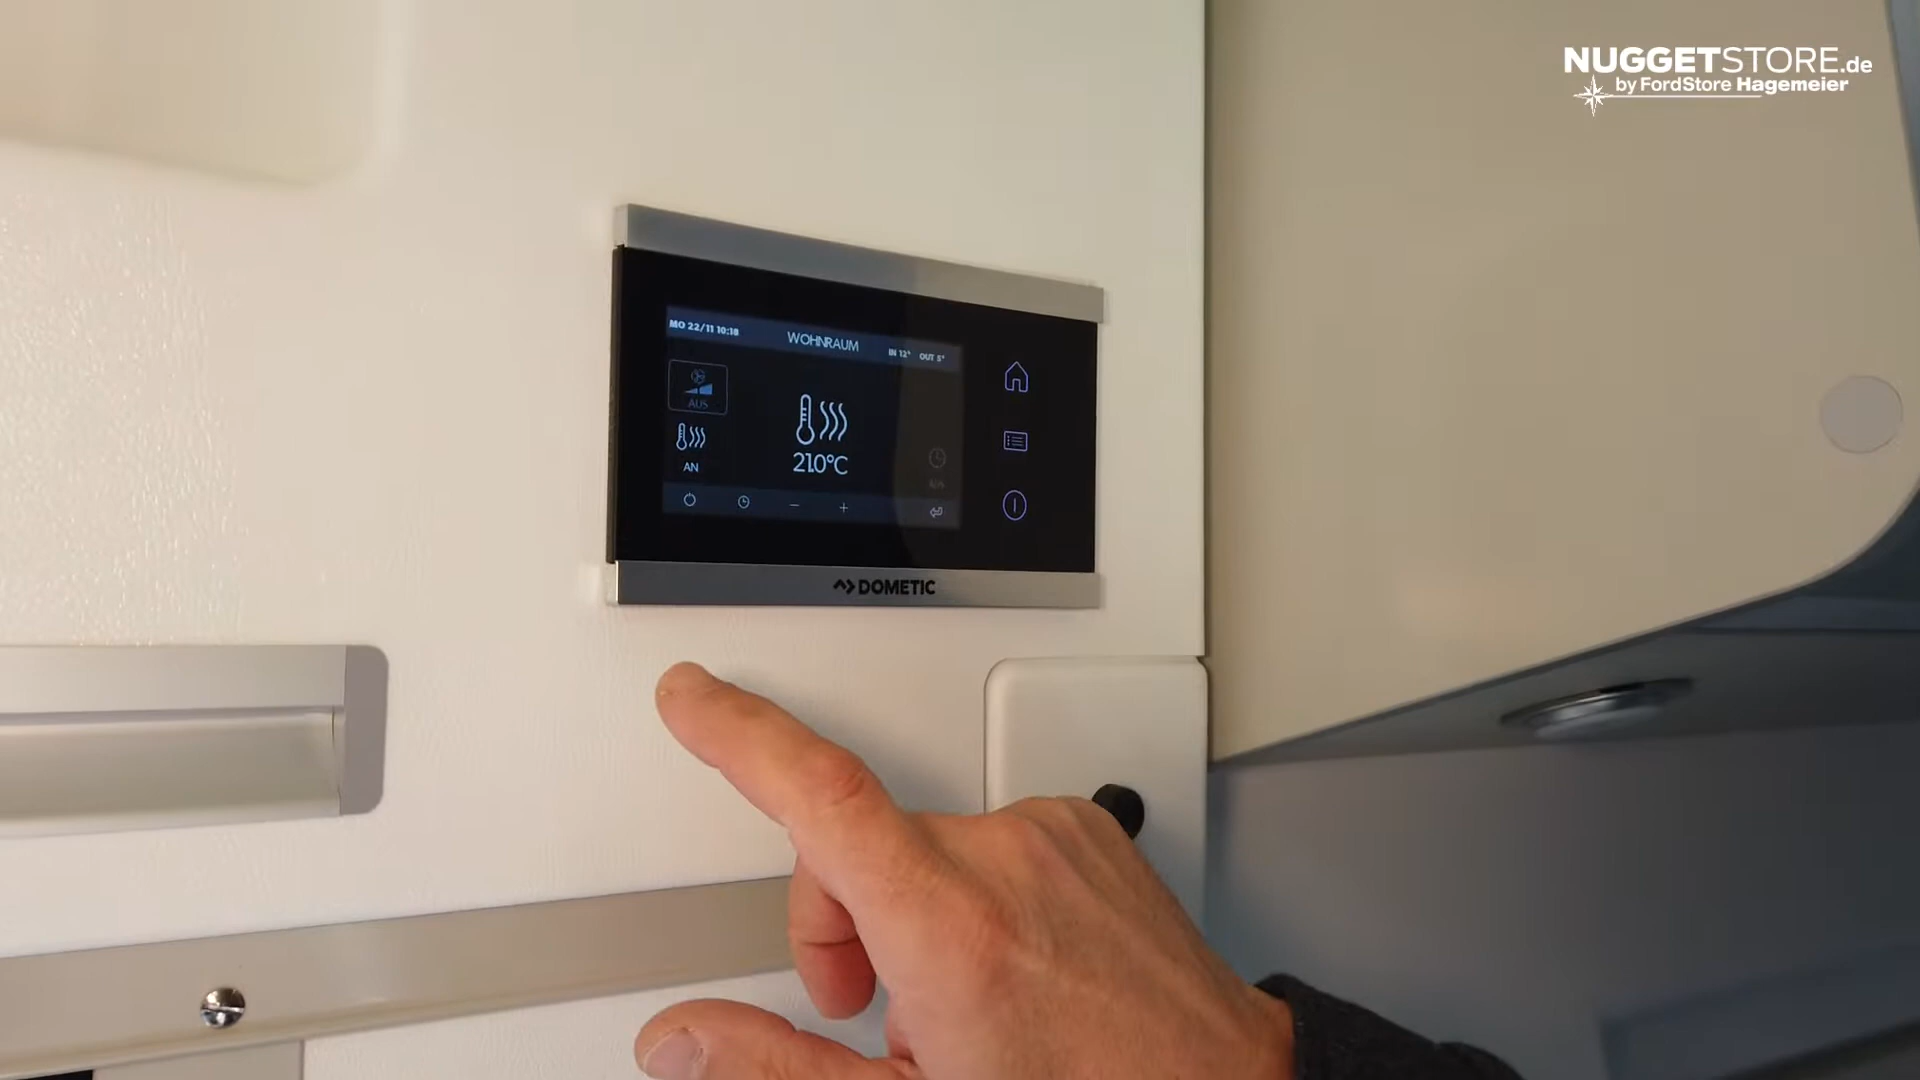 NUGGETSTORE.de
by FordStore Hagemeier
MO 22/11 10:18
WOHNRAUM
IN 12° OUT 5°
AUS
21.0°C
AN
DOMETIC